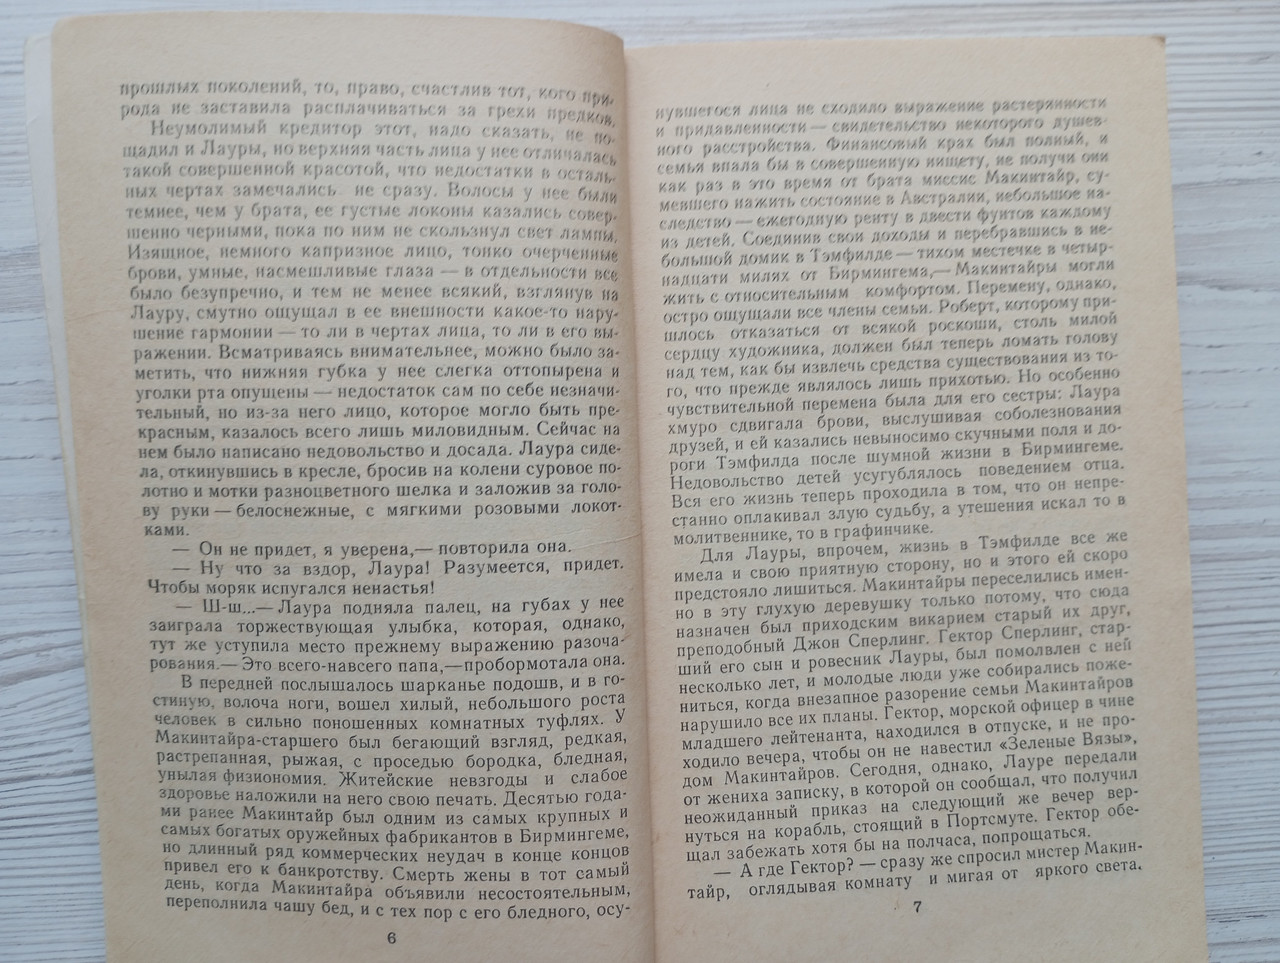 прошлых поколений, то, право, счастлив тот, кого при-
рода не заставила расплачиваться за грехи предков.
Неумолимый кредитор этот, надо сказать, не по-
щадил и Лауры, но верхняя часть лица у нее отличалась
такой совершенной красотой, что недостатки в осталь-
ных чертах замечались не сразу. Волосы у нее были
темнее, чем у брата, ее густые локоны казались совер-
шенно черными, пока по ним не скользнул свет лампы.
Изящное, немного капризное лицо, тонко очерченные
брови, умные, насмешливые глаза — в отдельности все
было безупречно, и тем не менее всякий, взглянув на
Лауру, смутно ощущал в ее внешности какое-то нару-
шение гармонии — то ли в чертах лица, то ли в его вы-
ражении. Всматриваясь внимательнее, можно было за-
метить, что нижняя губка у нее слегка оттопырена и
уголки рта опущены — недостаток сам по себе незначи-
тельный, но из-за него лицо, которое могло быть пре-
красным, казалось всего лишь миловидным. Сейчас на
нем было написано недовольство и досада. Лаура сиде-
ла, откинувшись в кресле, бросив на колени суровое по-
лотно и мотки разноцветного шелка и заложив за голо-
ву руки — белоснежные, с мягкими розовыми локот-
ками.
— Он не придет, я уверена,— повторила она.
— Ну что за вздор, Лаура! Разумеется, придет.
Чтобы моряк испугался ненастья!
— Ш-ш...— Лаура подняла палец, на губах у нее
заиграла торжествующая улыбка, которая, однако,
тут же уступила место прежнему выражению разоча-
рования.— Это всего-навсего папа,— пробормотала она.
В передней послышалось шарканье подошв, и в го-
стиную, волоча ноги, вошел хилый, небольшого роста
человек в сильно поношенных комнатных туфлях. У
Макинтайра-старшего был бегающий взгляд, редкая,
растрепанная, рыжая, с проседью бородка, бледная,
унылая физиономия. Житейские невзгоды и слабое
здоровье наложили на него свою печать. Десятью года-
ми ранее Макинтайр был одним из самых крупных и
самых богатых оружейных фабрикантов в Бирмингеме,
но длинный ряд коммерческих неудач в конце концов
привел его к банкротству. Смерть жены в тот самый
день, когда Макинтайра объявили несостоятельным,
переполнила чашу бед, и с тех пор с его бледного, осу-
6
нувшегося лица не сходило выражение растерянности
и придавленности — свидетельство некоторого душев-
ного расстройства. Финансовый крах был полный, и
семья впала бы в совершенную нищету, не получи они
как раз в это время от брата миссис Макинтайр, су-
мевшего нажить состояние в Австралии, небольшое на-
следство — ежегодную ренту в двести фунтов каждому
из детей. Соединив свои доходы и перебравшись в не-
большой домик в Тэмфилде — тихом местечке в четыр-
надцати милях от Бирмингема,— Макинтайры могли
жить с относительным комфортом. Перемену, однако,
остро ощущали все члены семьи. Роберт, которому при-
шлось отказаться от всякой роскоши, столь милой
сердцу художника, должен был теперь ломать голову
над тем, как бы извлечь средства существования из то-
го, что прежде являлось лишь прихотью. Но особенно
чувствительной перемена была для его сестры: Лаура
хмуро сдвигала брови, выслушивая соболезнования
друзей, и ей казались невыносимо скучными поля и до-
роги Тэмфилда после шумной жизни в Бирмингеме.
Недовольство детей усугублялось поведением отца.
Вся его жизнь теперь проходила в том, что он непре-
станно оплакивал злую судьбу, а утешения искал то в
молитвеннике, то в графинчике.
Для Лауры, впрочем, жизнь в Тэмфилде все же
имела и свою приятную сторону, но и этого ей скоро
предстояло лишиться. Макинтайры переселились имен-
но в эту глухую деревушку только потому, что сюда
назначен был приходским викарием старый их друг,
преподобный Джон Сперлинг. Гектор Сперлинг, стар-
ший его сын и ровесник Лауры, был помолвлен с ней
несколько лет, и молодые люди уже собирались поже-
ниться, когда внезапное разорение семьи Макинтайров
нарушило все их планы. Гектор, морской офицер в чине
младшего лейтенанта, находился в отпуске, и не про-
ходило вечера, чтобы он не навестил «Зеленые Вязы»,
дом Макинтайров. Сегодня, однако, Лауре передали
от жениха записку, в которой он сообщал, что получил
неожиданный приказ на следующий же вечер вер-
нуться на корабль, стоящий в Портсмуте. Гектор обе-
щал забежать хотя бы на полчаса, попрощаться.
— А где Гектор? — сразу же спросил мистер Макин-
тайр, оглядывая комнату и мигая от яркого света.
7